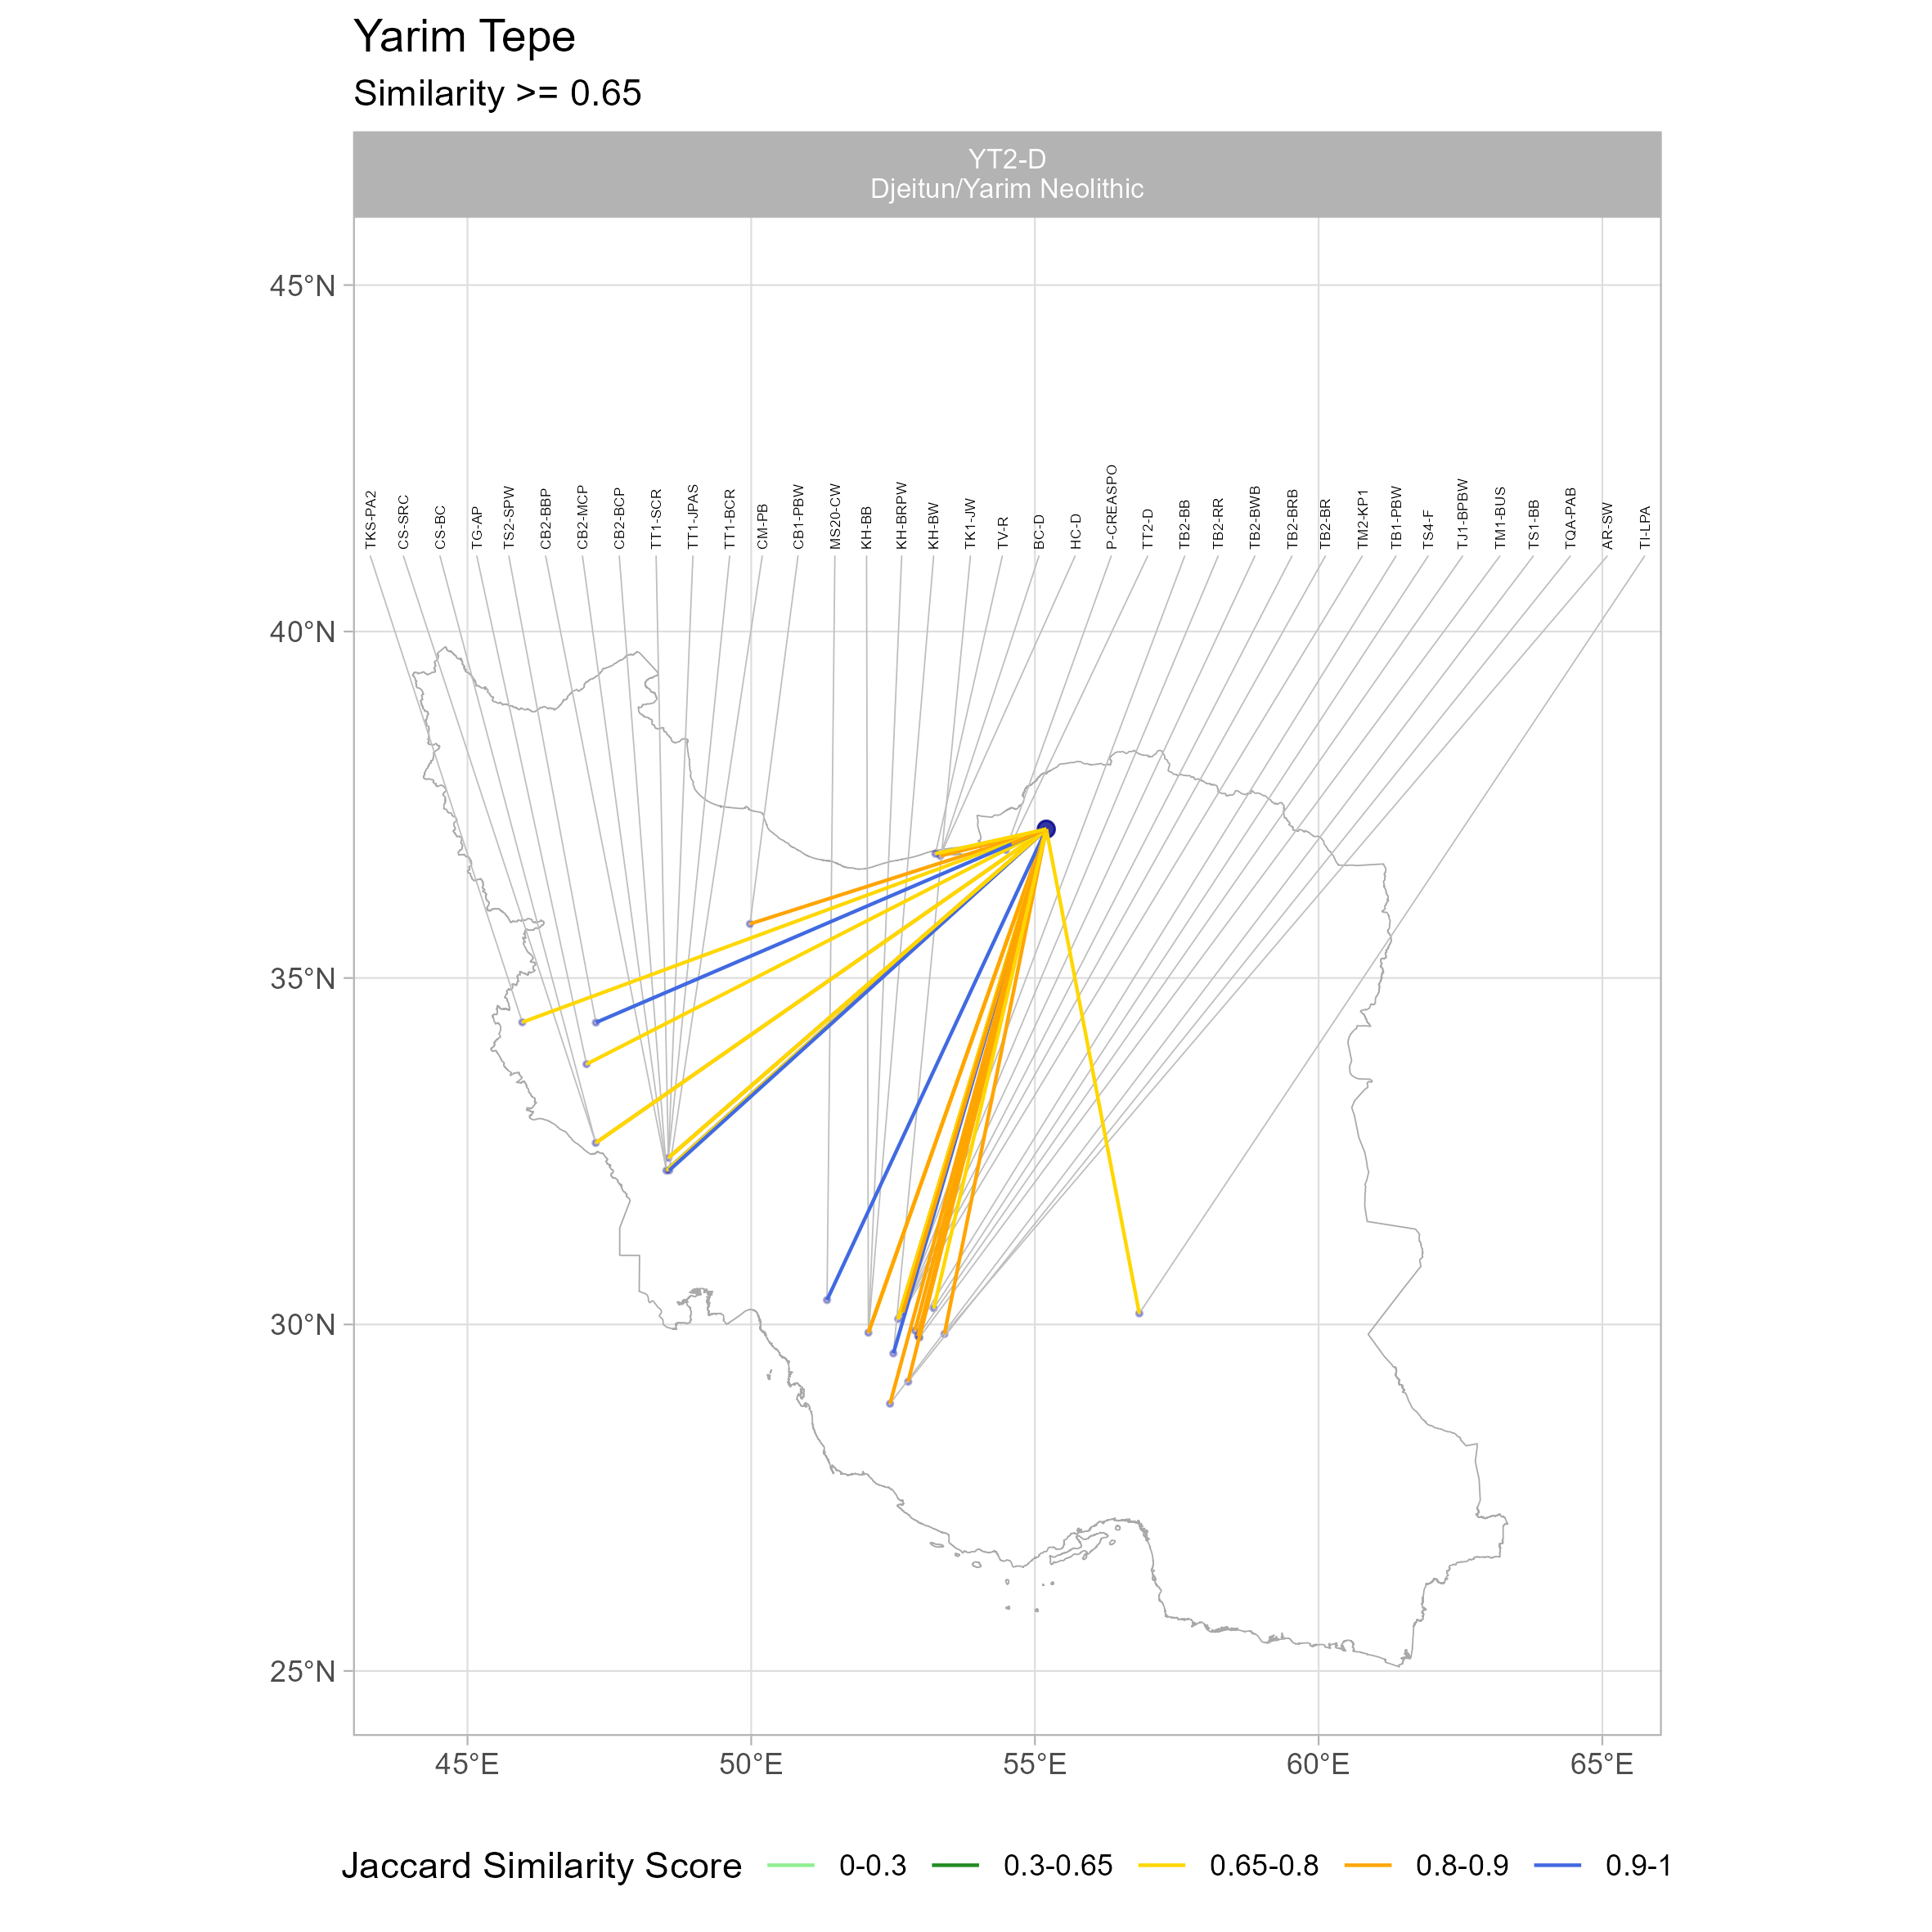 Yarim Tepe
Similarity >= 0.65
YT2-D
Djeitun/Yarim Neolithic
45°N
40°N
35°N
30°N
25°N
TKS-PA2
CS-SRC
CS-BC
TG-AP
TS2-SPW
CB2-BBP
CB2-MCP
CB2-BCP
TT1-SCR
TT1-JPAS
TT1-BCR
CM-PB
CB1-PBW
MS20-CW
KH-BB
KH-BRPW
KH-BW
TK1-JW
TV-R
BC-D
HC-D
P-CREASPO
TT2-D
TB2-BB
TB2-RR
TB2-BWB
TB2-BRB
TB2-BR
TM2-KP1
TB1-PBW
TS4-F
TJ1-BPBW
TM1-BUS
TS1-BB
TQA-PAB
AR-SW
TI-LPA
45°E
50°E
55°E
60°E
65°E
Jaccard Similarity Score 0-0.3 0.3-0.65 0.65-0.8 0.8-0.9 0.9-1